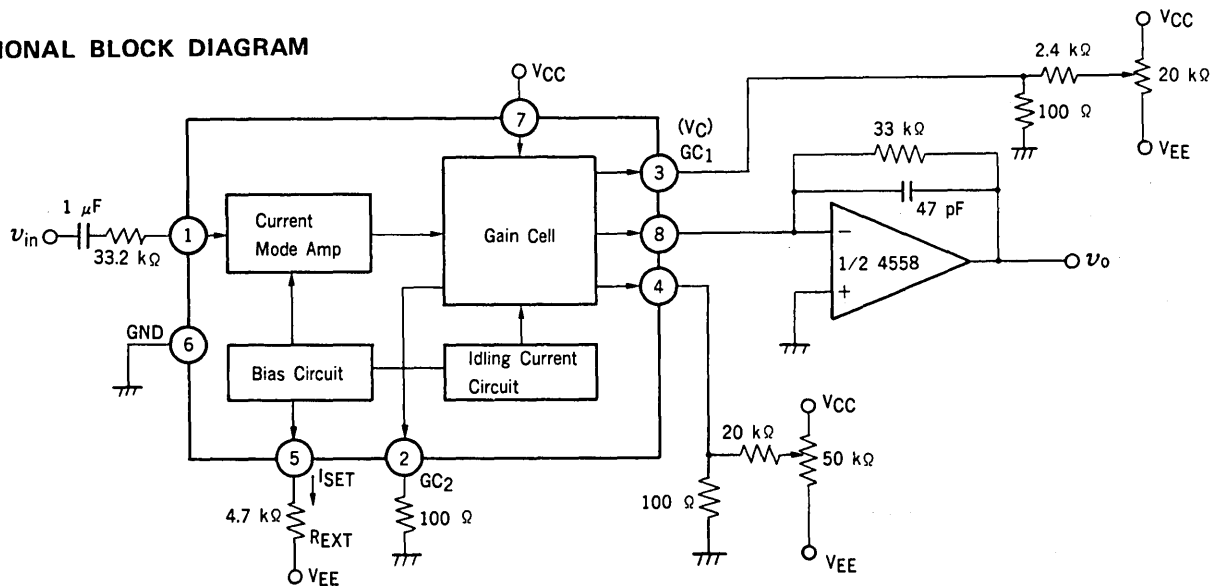 IONAL BLOCK DIAGRAM
VCC
2.4 kΩ
20 kΩ
100 Ω
VEE
VCC
7
(VC)
GC1
3
33 kΩ
47 pF
1 μF
vin
33.2 kΩ
1
Current
Mode Amp
Gain Cell
8
−
1/2 4558
+
vo
4
GND
6
Bias Circuit
Idling Current
Circuit
VCC
20 kΩ
50 kΩ
5
ISET
2
GC2
100 Ω
4.7 kΩ
REXT
100 Ω
VEE
VEE